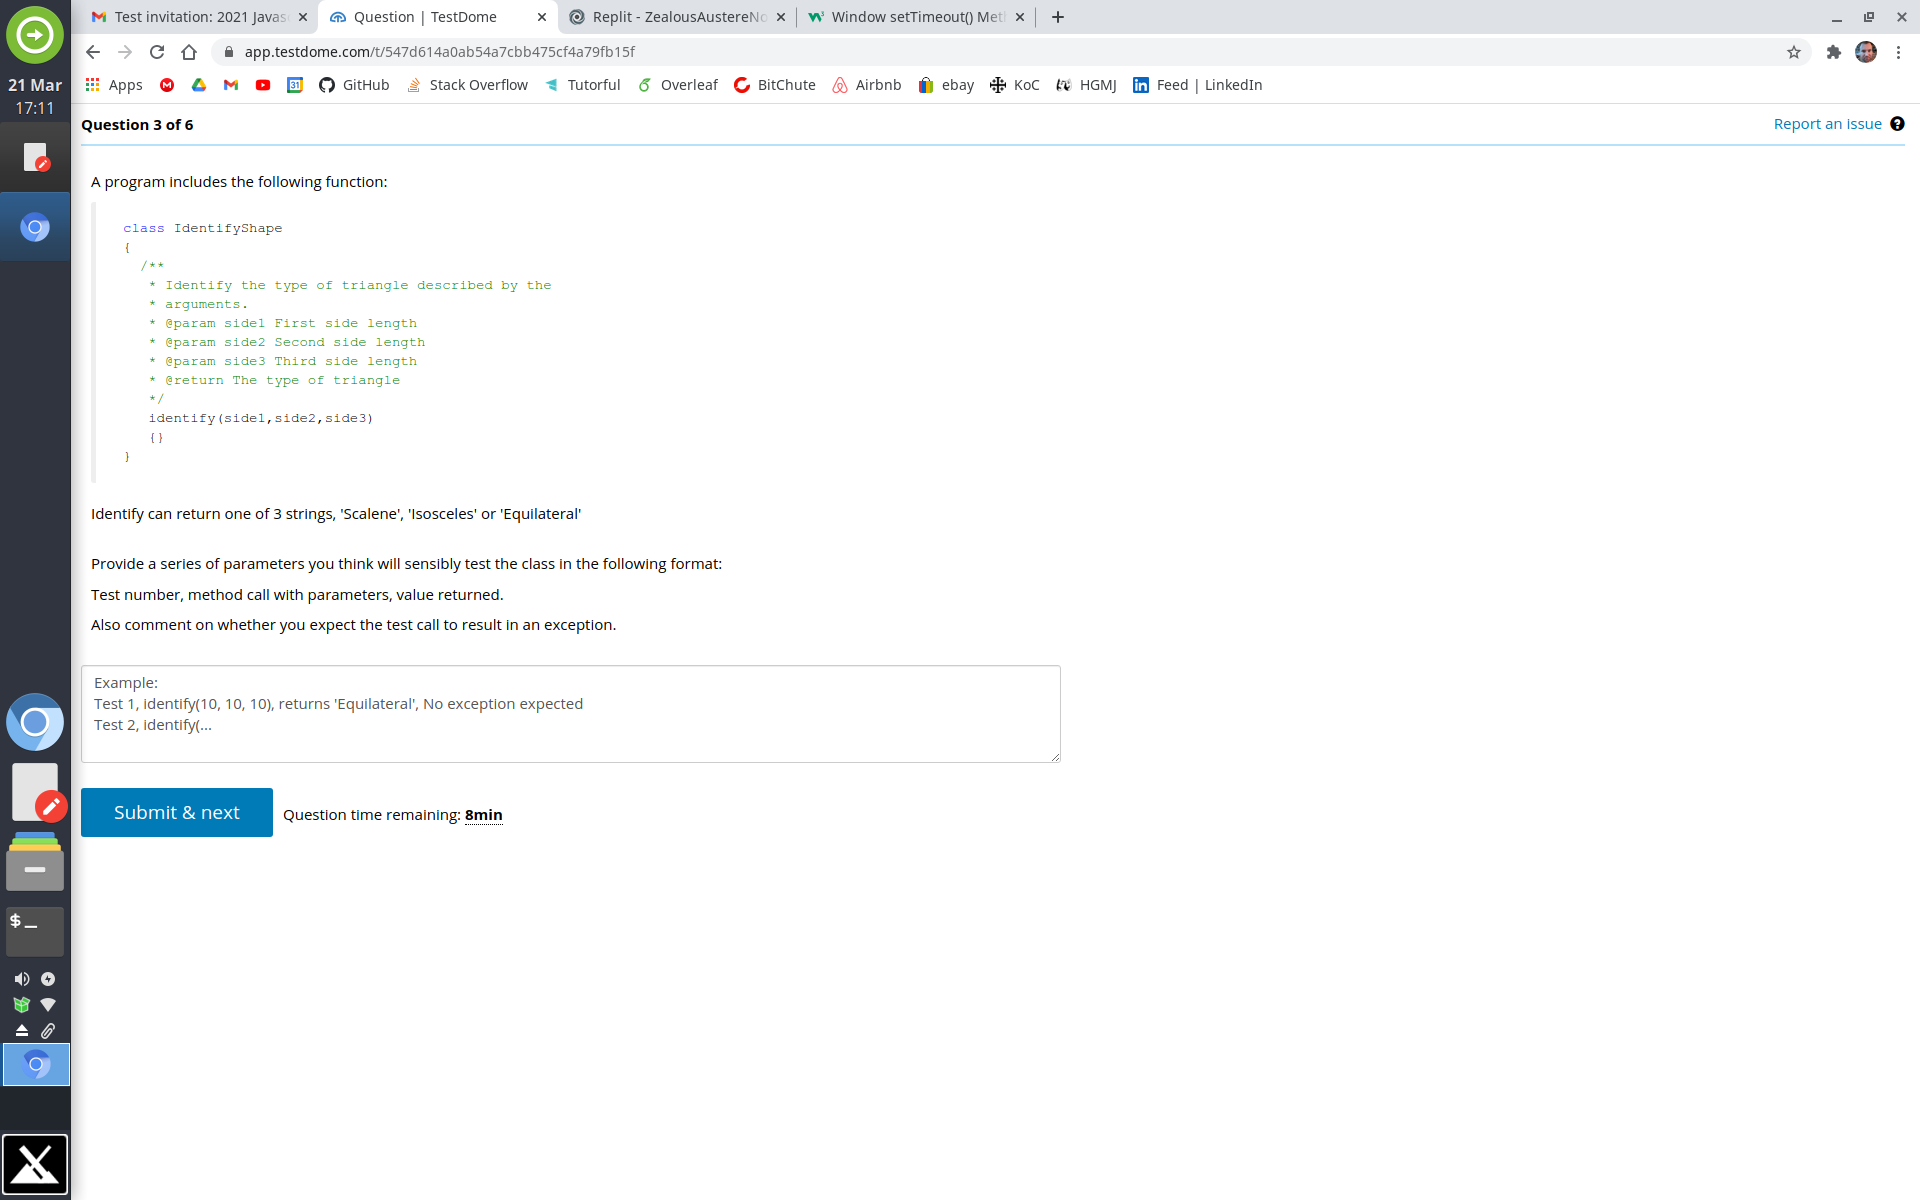 Test invitation: 2021 Javas
Question | TestDome
Replit - ZealousAustereNo
Window setTimeout() Met
app.testdome.com/t/547d614a0ab54a7cbb475cf4a79fb15f
21 Mar
17:11
Apps
31
GitHub
Stack Overflow
Tutorful
Overleaf
BitChute
Airbnb
ebay
KoC
HGMJ
Feed | LinkedIn
Question 3 of 6
Report an issue
A program includes the following function:
class IdentifyShape
{
/**
* Identify the type of triangle described by the
* arguments.
* @param side1 First side length
* @param side2 Second side length
* @param side3 Third side length
* @return The type of triangle
*/
identify(side1,side2,side3)
{}
}
Identify can return one of 3 strings, 'Scalene', 'Isosceles' or 'Equilateral'
Provide a series of parameters you think will sensibly test the class in the following format:
Test number, method call with parameters, value returned.
Also comment on whether you expect the test call to result in an exception.
Example:
Test 1, identify(10, 10, 10), returns 'Equilateral', No exception expected
Test 2, identify(...
Submit & next
Question time remaining: 8min
$ _